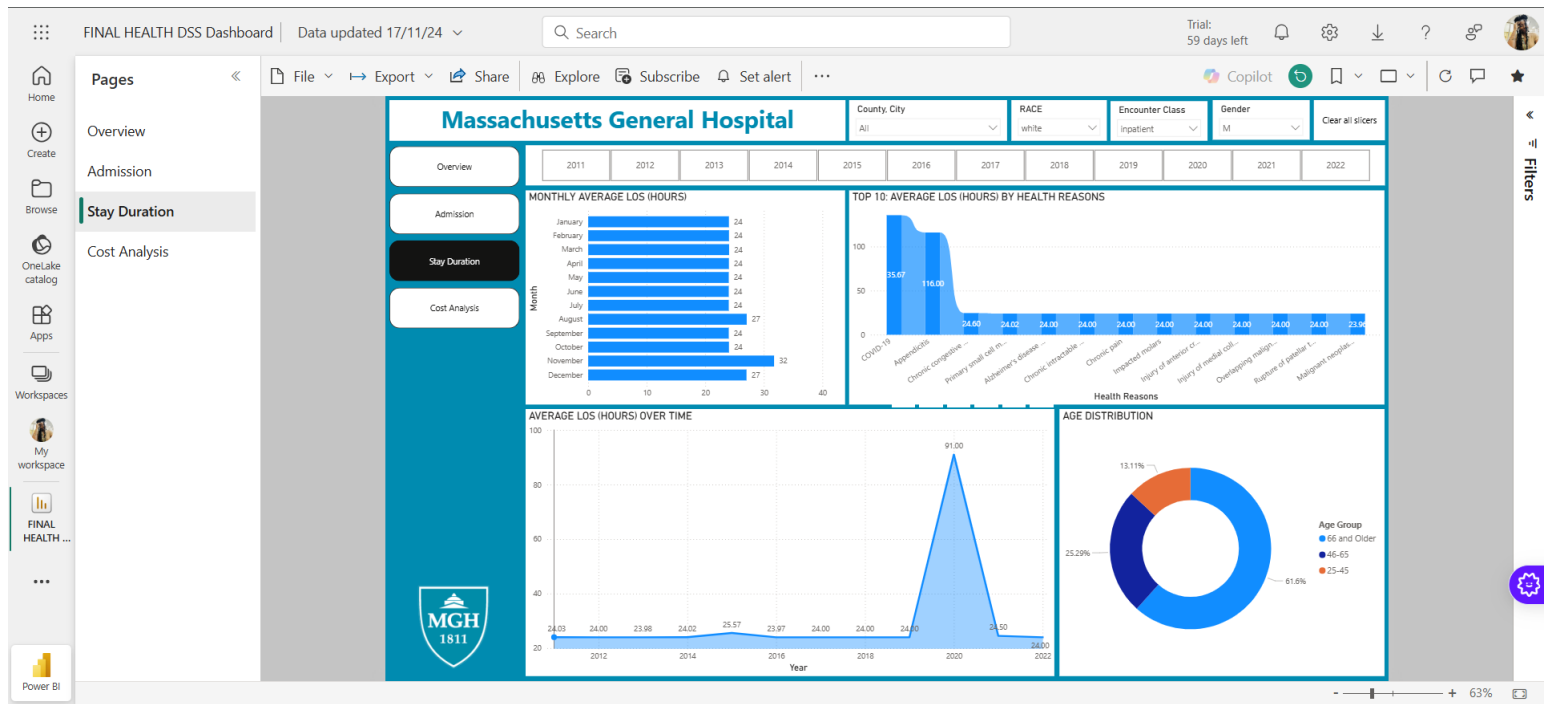 FINAL HEALTH DSS Dashboard
Data updated 17/11/24
Search
Trial:
59 days left
Home
Create
Browse
OneLake
catalog
Apps
Workspaces
My
workspace
FINAL
HEALTH ...
Power BI
Pages
Overview
Admission
Stay Duration
Cost Analysis
File
Export
Share
Explore
Subscribe
Set alert
Copilot
Massachusetts General Hospital
County, City
All
RACE
white
Encounter Class
inpatient
Gender
M
Clear all slicers
Overview
Admission
Stay Duration
Cost Analysis
MGH
1811
2011 2012 2013 2014 2015 2016 2017 2018 2019 2020 2021 2022
MONTHLY AVERAGE LOS (HOURS)
Month
January 24
February 24
March 24
April 24
May 24
June 24
July 24
August 27
September 24
October 24
November 32
December 27
0 10 20 30 40
TOP 10: AVERAGE LOS (HOURS) BY HEALTH REASONS
100
50
0
35.67 116.00 24.60 24.02 24.00 24.00 24.00 24.00 24.00 24.00 24.00 24.00 23.96
COVID-19
Appendicitis
Chronic congestive ...
Primary small cell m...
Alzheimer's disease ...
Chronic intractable ...
Chronic pain
Impacted molars
Injury of anterior cr...
Injury of medial coll...
Overlapping malign...
Rupture of patellar t...
Malignant neoplas...
Health Reasons
AVERAGE LOS (HOURS) OVER TIME
100
80
60
40
20
24.03 24.00 23.98 24.02 25.57 23.97 24.00 24.00 24.00 91.00 24.50 24.00
2012 2014 2016 2018 2020 2022
Year
AGE DISTRIBUTION
13.11%
25.29%
61.6%
Age Group
66 and Older
46-65
25-45
Filters
63%